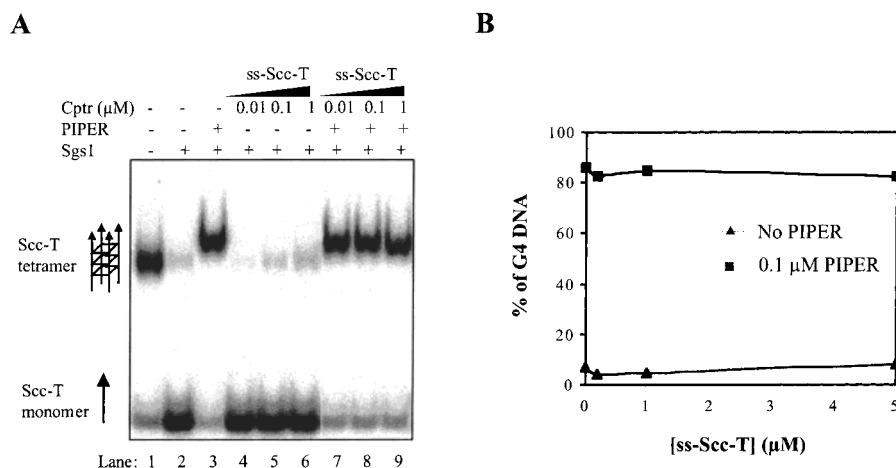 A
ss-Scc-T ss-Scc-T
Cptr (µM) - - - 0.01 0.1 1 0.01 0.1 1
PIPER - - + - - - + + +
Sgs1 - + + + + + + + +
Scc-T
tetramer
Scc-T
monomer
Lane: 1 2 3 4 5 6 7 8 9
B
100
80
60
40
20
0
% of G4 DNA
No PIPER
0.1 µM PIPER
0 1 2 3 4 5
[ss-Scc-T] (µM)